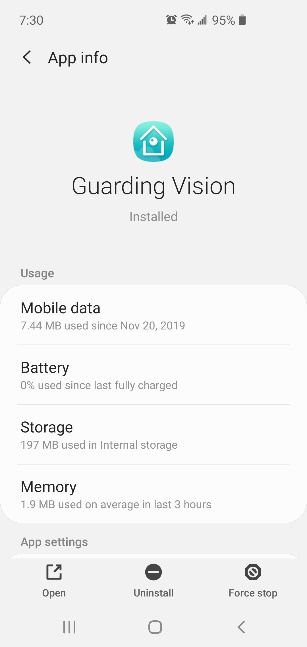 7:30 95%
App info
Guarding Vision
Installed
Usage
Mobile data
7.44 MB used since Nov 20, 2019
Battery
0% used since last fully charged
Storage
197 MB used in Internal storage
Memory
1.9 MB used on average in last 3 hours
App settings
Open Uninstall Force stop